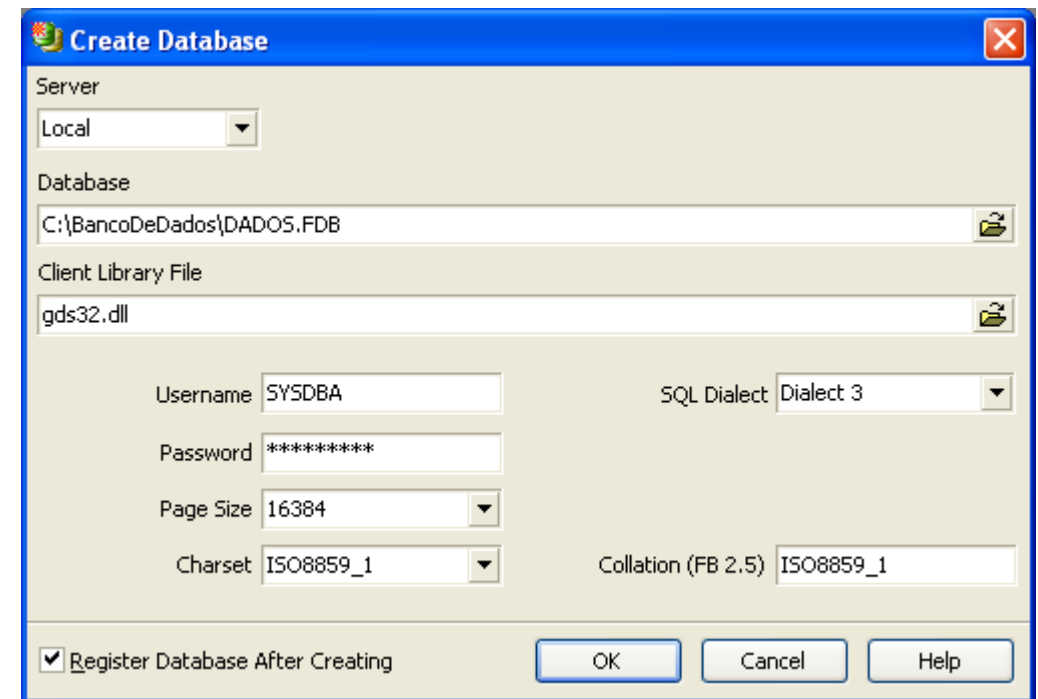 Create Database
Server
Local
Database
C:\BancoDeDados\DADOS.FDB
Client Library File
gds32.dll
Username SYSDBA SQL Dialect Dialect 3
Password *********
Page Size 16384
Charset ISO8859_1 Collation (FB 2.5) ISO8859_1
Register Database After Creating OK Cancel Help